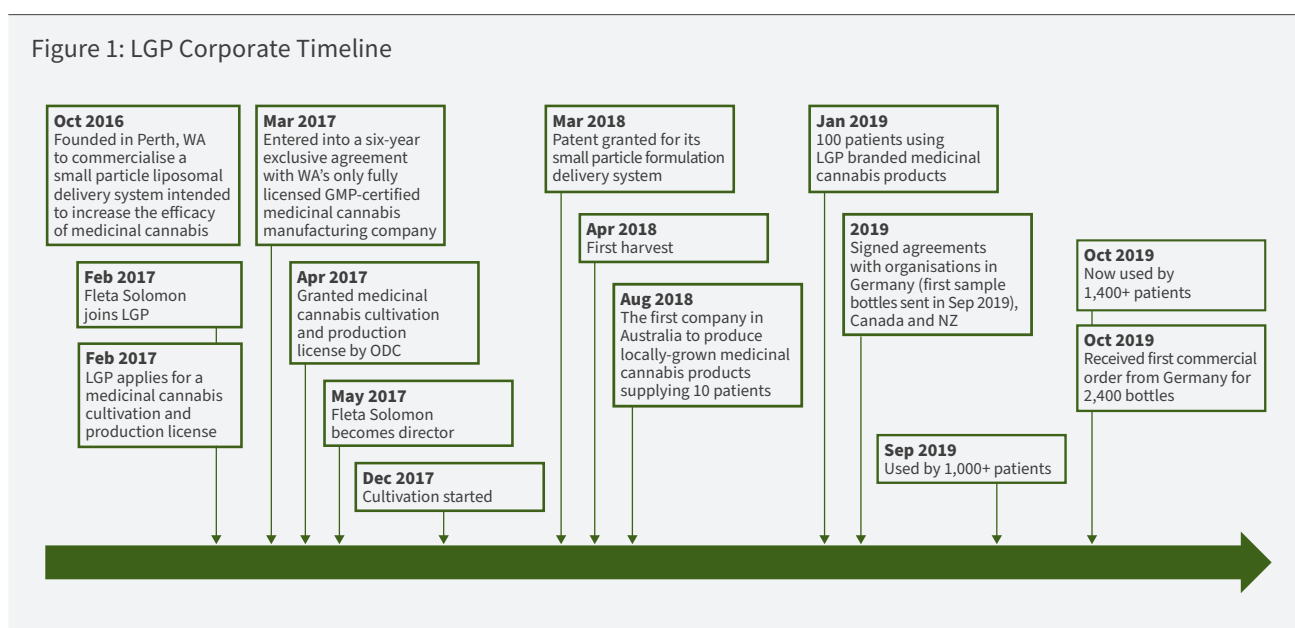 Figure 1: LGP Corporate Timeline
Oct 2016
Founded in Perth, WA
to commercialise a
small particle liposomal
delivery system intended
to increase the efficacy
of medicinal cannabis
Feb 2017
Fleta Solomon
joins LGP
Feb 2017
LGP applies for a
medicinal cannabis
cultivation and
production license
Mar 2017
Entered into a six-year
exclusive agreement
with WA's only fully
licensed GMP-certified
medicinal cannabis
manufacturing company
Apr 2017
Granted medicinal
cannabis cultivation
and production
license by ODC
May 2017
Fleta Solomon
becomes director
Dec 2017
Cultivation started
Mar 2018
Patent granted for its
small particle formulation
delivery system
Apr 2018
First harvest
Aug 2018
The first company in
Australia to produce
locally-grown medicinal
cannabis products
supplying 10 patients
Jan 2019
100 patients using
LGP branded medicinal
cannabis products
2019
Signed agreements
with organisations in
Germany (first sample
bottles sent in Sep 2019),
Canada and NZ
Sep 2019
Used by 1,000+ patients
Oct 2019
Now used by
1,400+ patients
Oct 2019
Received first commercial
order from Germany for
2,400 bottles